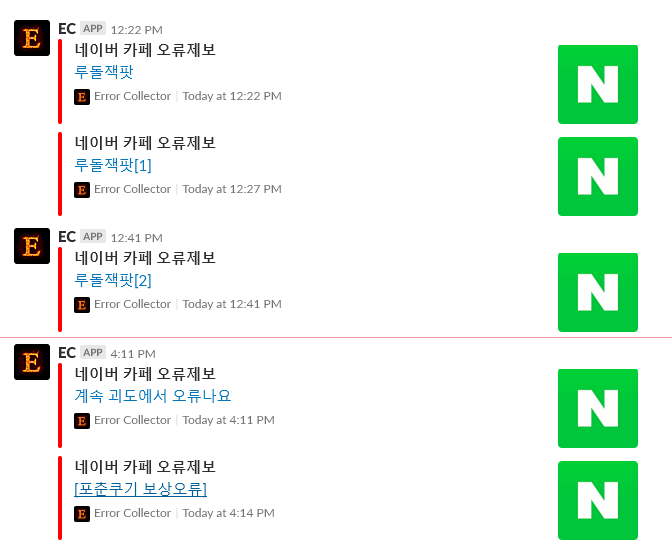 EC APP 12:22 PM
네이버 카페 오류제보
루돌잭팟
E Error Collector | Today at 12:22 PM
네이버 카페 오류제보
루돌잭팟[1]
E Error Collector | Today at 12:27 PM
E
EC APP 12:41 PM
네이버 카페 오류제보
루돌잭팟[2]
E Error Collector | Today at 12:41 PM
E
EC APP 4:11 PM
네이버 카페 오류제보
계속 괴도에서 오류나요
E Error Collector | Today at 4:11 PM
네이버 카페 오류제보
[포춘쿠기 보상오류]
E Error Collector | Today at 4:14 PM